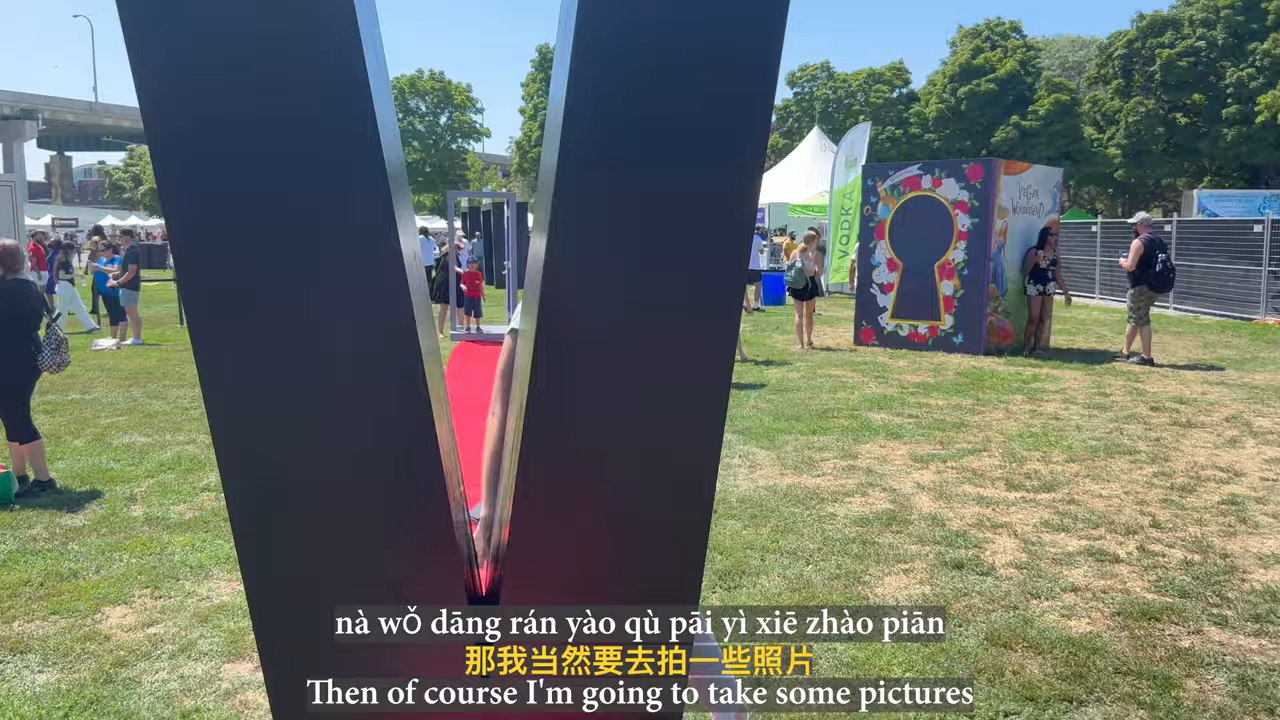 VODKA
VEGAN
IN
WONDERLAND
nà wǒ dāng rán yào qù pāi yì xiē zhào piān
那我当然要去拍一些照片
Then of course I'm going to take some pictures